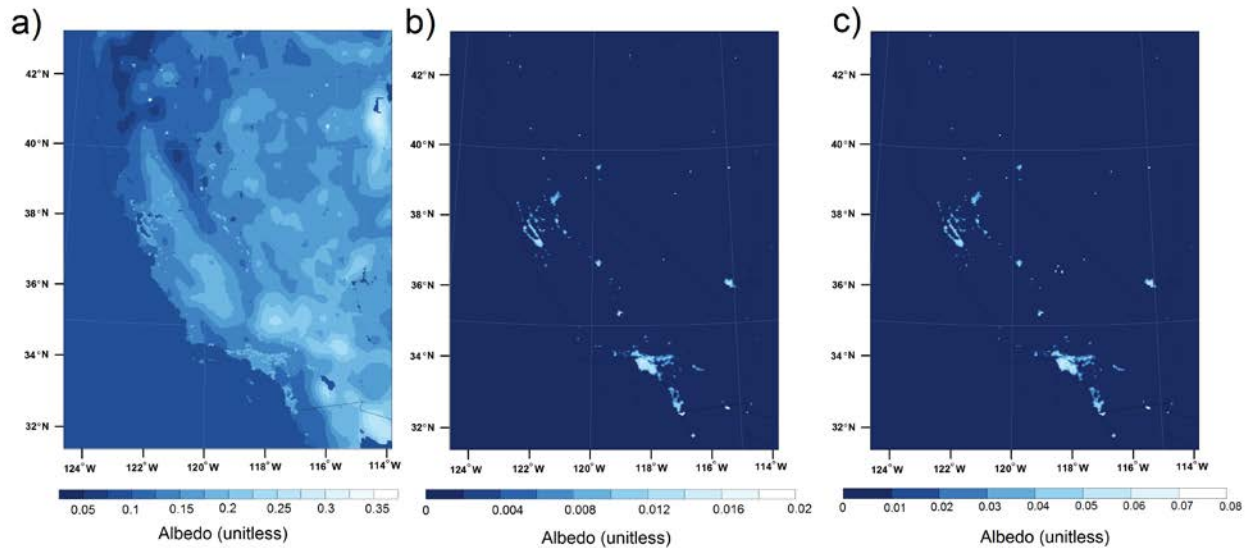 a)
b)
c)
42°N
40°N
38°N
36°N
34°N
32°N
124°W
122°W
120°W
118°W
116°W
114°W
0.05 0.1 0.15 0.2 0.25 0.3 0.35
Albedo (unitless)
42°N
40°N
38°N
36°N
34°N
32°N
124°W
122°W
120°W
118°W
116°W
114°W
0 0.004 0.008 0.012 0.016 0.02
Albedo (unitless)
42°N
40°N
38°N
36°N
34°N
32°N
124°W
122°W
120°W
118°W
116°W
114°W
0 0.01 0.02 0.03 0.04 0.05 0.06 0.07 0.08
Albedo (unitless)